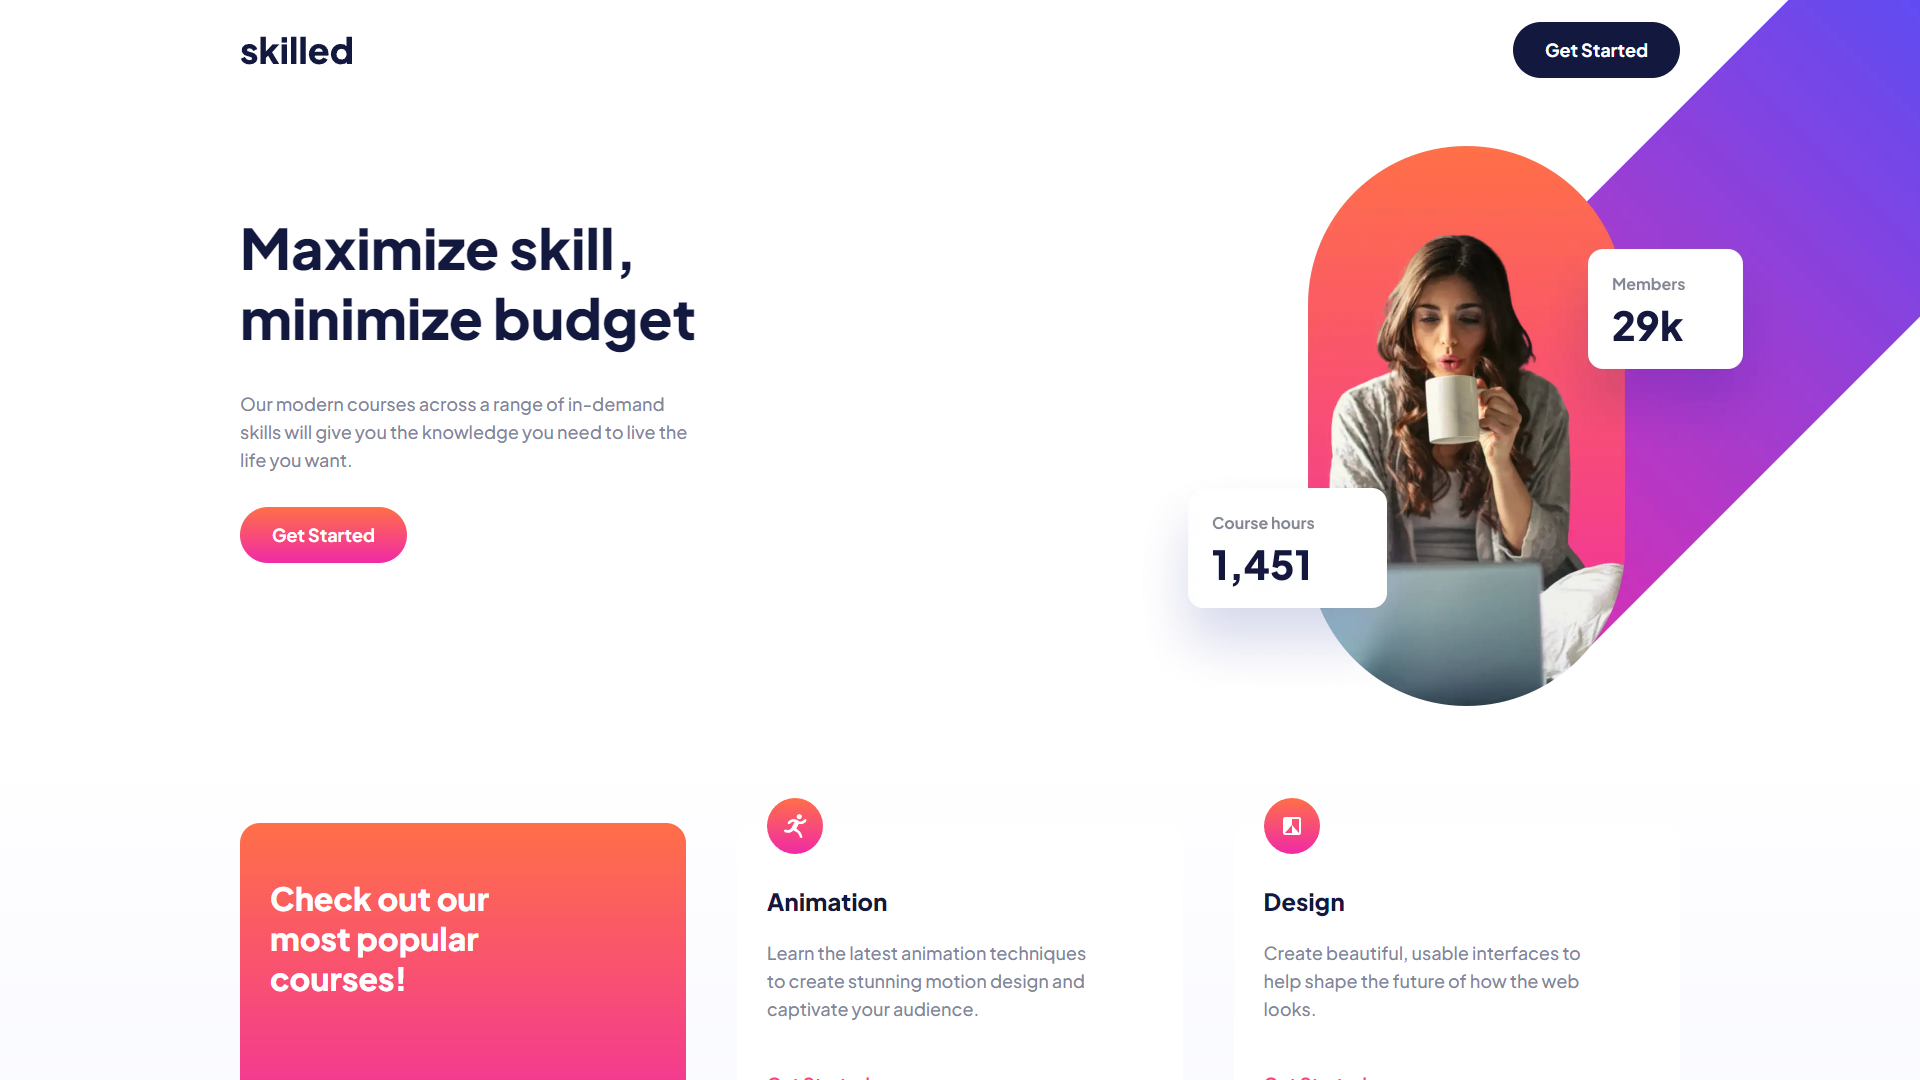 skilled
Get Started
Maximize skill,
minimize budget
Our modern courses across a range of in-demand
skills will give you the knowledge you need to live the
life you want.
Get Started
Members
29k
Course hours
1,451
Check out our
most popular
courses!
Animation
Learn the latest animation techniques
to create stunning motion design and
captivate your audience.
Design
Create beautiful, usable interfaces to
help shape the future of how the web
looks.